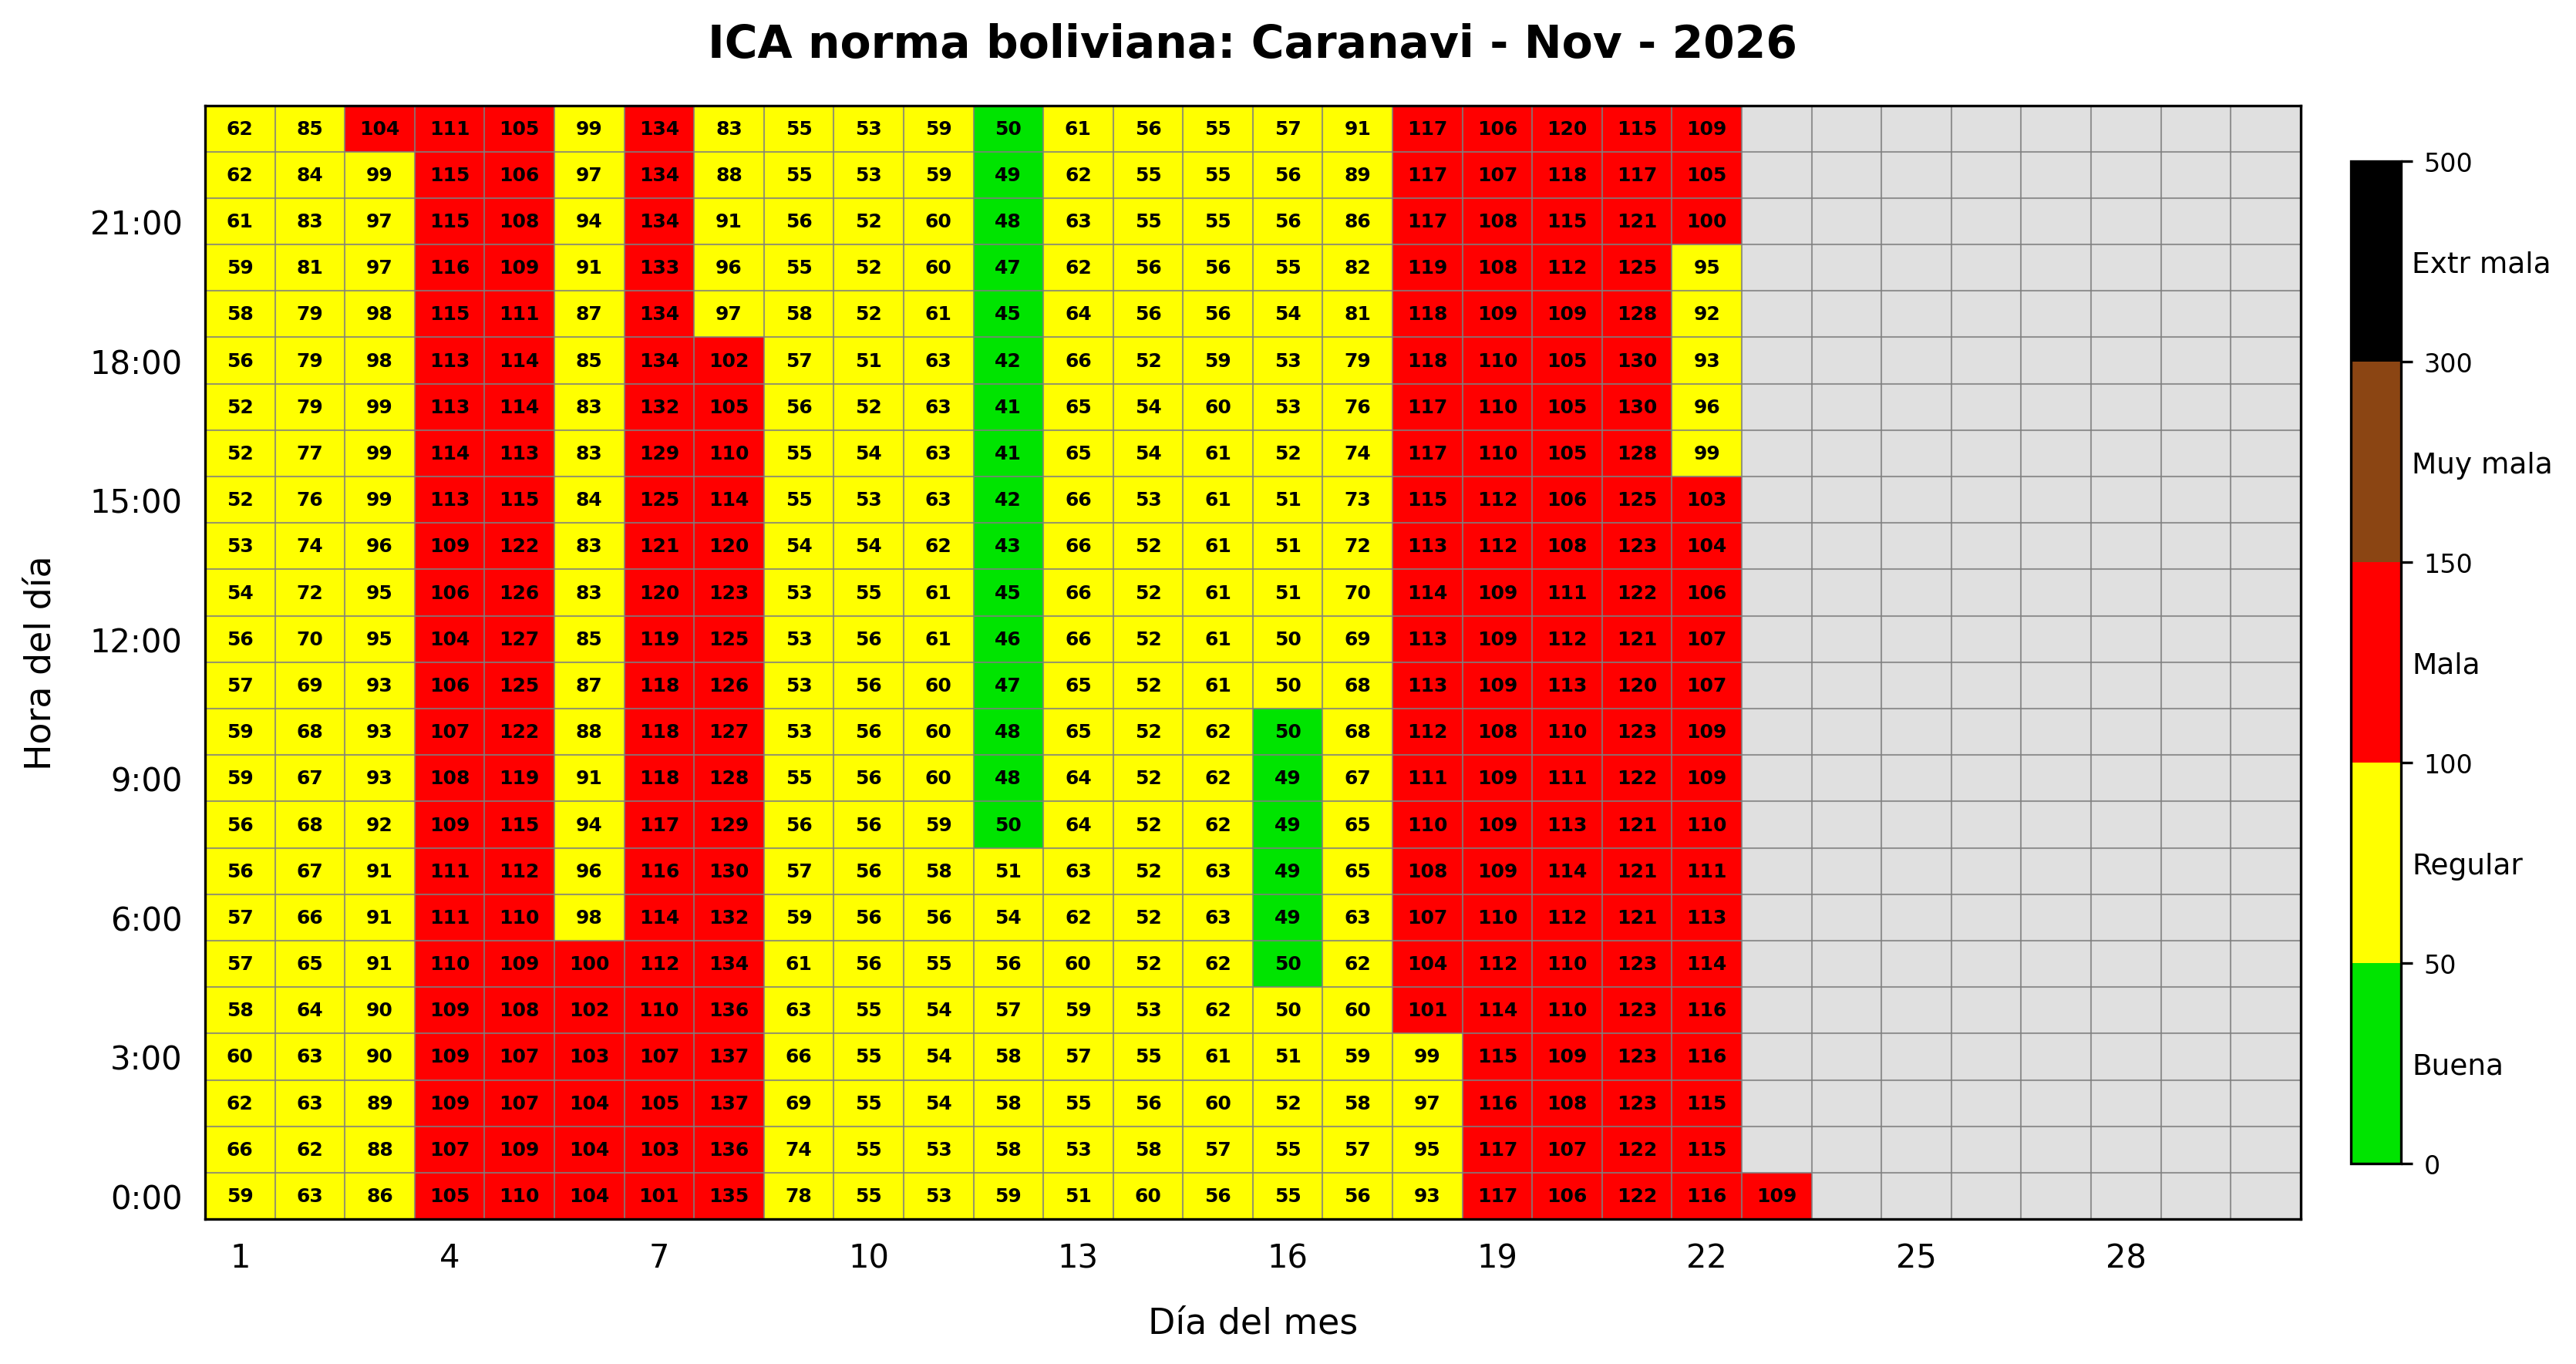 ICA norma boliviana: Caranavi - Nov - 2026
62 85 104 111 105 99 134 83 55 53 59 50 61 56 55 57 91 117 106 120 115 109
62 84 99 115 106 97 134 88 55 53 59 49 62 55 55 56 89 117 107 118 117 105
21:00 61 83 97 115 108 94 134 91 56 52 60 48 63 55 55 56 86 117 108 115 121 100
59 81 97 116 109 91 133 96 55 52 60 47 62 56 56 55 82 119 108 112 125 95
58 79 98 115 111 87 134 97 58 52 61 45 64 56 56 54 81 118 109 109 128 92
18:00 56 79 98 113 114 85 134 102 57 51 63 42 66 52 59 53 79 118 110 105 130 93
52 79 99 113 114 83 132 105 56 52 63 41 65 54 60 53 76 117 110 105 130 96
52 77 99 114 113 83 129 110 55 54 63 41 65 54 61 52 74 117 110 105 128 99
15:00 52 76 99 113 115 84 125 114 55 53 63 42 66 53 61 51 73 115 112 106 125 103
53 74 96 109 122 83 121 120 54 54 62 43 66 52 61 51 72 113 112 108 123 104
54 72 95 106 126 83 120 123 53 55 61 45 66 52 61 51 70 114 109 111 122 106
12:00 56 70 95 104 127 85 119 125 53 56 61 46 66 52 61 50 69 113 109 112 121 107
57 69 93 106 125 87 118 126 53 56 60 47 65 52 61 50 68 113 109 113 120 107
59 68 93 107 122 88 118 127 53 56 60 48 65 52 62 50 68 112 108 110 123 109
9:00 59 67 93 108 119 91 118 128 55 56 60 48 64 52 62 49 67 111 109 111 122 109
56 68 92 109 115 94 117 129 56 56 59 50 64 52 62 49 65 110 109 113 121 110
56 67 91 111 112 96 116 130 57 56 58 51 63 52 63 49 65 108 109 114 121 111
6:00 57 66 91 111 110 98 114 132 59 56 56 54 62 52 63 49 63 107 110 112 121 113
57 65 91 110 109 100 112 134 61 56 55 56 60 52 62 50 62 104 112 110 123 114
58 64 90 109 108 102 110 136 63 55 54 57 59 53 62 50 60 101 114 110 123 116
3:00 60 63 90 109 107 103 107 137 66 55 54 58 57 55 61 51 59 99 115 109 123 116
62 63 89 109 107 104 105 137 69 55 54 58 55 56 60 52 58 97 116 108 123 115
66 62 88 107 109 104 103 136 74 55 53 58 53 58 57 55 57 95 117 107 122 115
0:00 59 63 86 105 110 104 101 135 78 55 53 59 51 60 56 55 56 93 117 106 122 116 109
1 4 7 10 13 16 19 22 25 28
Día del mes
Hora del día
500
Extr mala
300
Muy mala
150
Mala
100
Regular
50
Buena
0